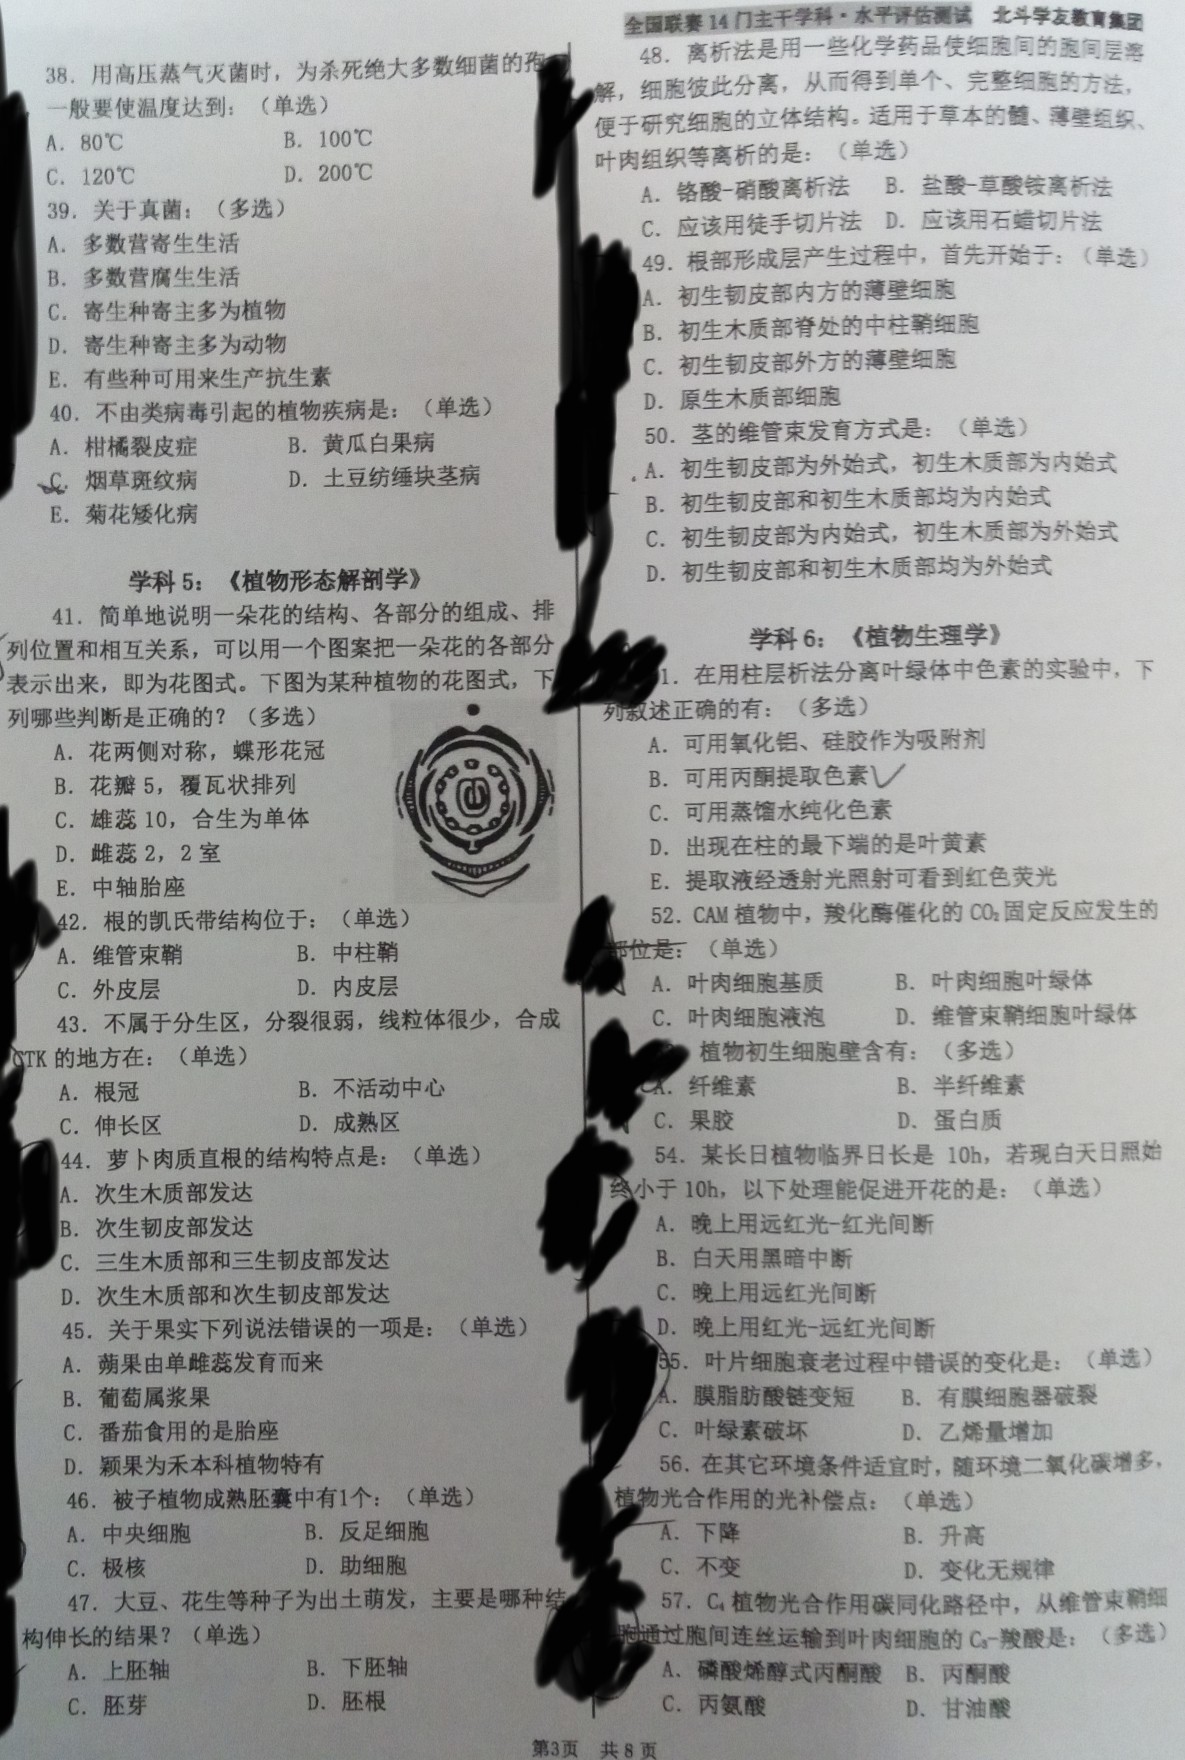 全国联赛 14 门主干学科·水平评估测试 北斗学友教育集团
38. 用高压蒸气灭菌时，为杀死绝大多数细菌的孢
一般要使温度达到：（单选）
A. 80℃ B. 100℃
C. 120℃ D. 200℃
39. 关于真菌：（多选）
A. 多数营寄生生活
B. 多数营腐生生活
C. 寄生种寄主多为植物
D. 寄生种寄主多为动物
E. 有些种可用来生产抗生素
40. 不由类病毒引起的植物疾病是：（单选）
A. 柑橘裂皮症 B. 黄瓜白果病
C. 烟草斑纹病 D. 土豆纺缍块茎病
E. 菊花矮化病
学科 5：《植物形态解剖学》
41. 简单地说明一朵花的结构、各部分的组成、排
列位置和相互关系，可以用一个图案把一朵花的各部分
表示出来，即为花图式。下图为某种植物的花图式，下
列哪些判断是正确的？（多选）
A. 花两侧对称，蝶形花冠
B. 花瓣 5，覆瓦状排列
C. 雄蕊 10，合生为单体
D. 雌蕊 2，2 室
E. 中轴胎座
42. 根的凯氏带结构位于：（单选）
A. 维管束鞘 B. 中柱鞘
C. 外皮层 D. 内皮层
43. 不属于分生区，分裂很弱，线粒体很少，合成
CTK 的地方在：（单选）
A. 根冠 B. 不活动中心
C. 伸长区 D. 成熟区
44. 萝卜肉质直根的结构特点是：（单选）
A. 次生木质部发达
B. 次生韧皮部发达
C. 三生木质部和三生韧皮部发达
D. 次生木质部和次生韧皮部发达
45. 关于果实下列说法错误的一项是：（单选）
A. 蒴果由单雌蕊发育而来
B. 葡萄属浆果
C. 番茄食用的是胎座
D. 颖果为禾本科植物特有
46. 被子植物成熟胚囊中有1个：（单选）
A. 中央细胞 B. 反足细胞
C. 极核 D. 助细胞
47. 大豆、花生等种子为出土萌发，主要是哪种结
构伸长的结果？（单选）
A. 上胚轴 B. 下胚轴
C. 胚芽 D. 胚根
48. 离析法是用一些化学药品使细胞间的胞间层溶
解，细胞彼此分离，从而得到单个、完整细胞的方法，
便于研究细胞的立体结构。适用于草本的髓、薄壁组织、
叶肉组织等离析的是：（单选）
A. 铬酸-硝酸离析法 B. 盐酸-草酸铵离析法
C. 应该用徒手切片法 D. 应该用石蜡切片法
49. 根部形成层产生过程中，首先开始于：（单选）
A. 初生韧皮部内方的薄壁细胞
B. 初生木质部脊处的中柱鞘细胞
C. 初生韧皮部外方的薄壁细胞
D. 原生木质部细胞
50. 茎的维管束发育方式是：（单选）
A. 初生韧皮部为外始式，初生木质部为内始式
B. 初生韧皮部和初生木质部均为内始式
C. 初生韧皮部为内始式，初生木质部为外始式
D. 初生韧皮部和初生木质部均为外始式
学科 6：《植物生理学》
1. 在用柱层析法分离叶绿体中色素的实验中，下
列叙述正确的有：（多选）
A. 可用氧化铝、硅胶作为吸附剂
B. 可用丙酮提取色素
C. 可用蒸馏水纯化色素
D. 出现在柱的最下端的是叶黄素
E. 提取液经透射光照射可看到红色荧光
52. CAM 植物中，羧化酶催化的 CO₂ 固定反应发生的
部位是：（单选）
A. 叶肉细胞基质 B. 叶肉细胞叶绿体
C. 叶肉细胞液泡 D. 维管束鞘细胞叶绿体
植物初生细胞壁含有：（多选）
A. 纤维素 B. 半纤维素
C. 果胶 D. 蛋白质
54. 某长日植物临界日长是 10h，若现白天日照始
终小于 10h，以下处理能促进开花的是：（单选）
A. 晚上用远红光-红光间断
B. 白天用黑暗中断
C. 晚上用远红光间断
D. 晚上用红光-远红光间断
55. 叶片细胞衰老过程中错误的变化是：（单选）
A. 膜脂肪酸链变短 B. 有膜细胞器破裂
C. 叶绿素破坏 D. 乙烯量增加
56. 在其它环境条件适宜时，随环境二氧化碳增多，
植物光合作用的光补偿点：（单选）
A. 下降 B. 升高
C. 不变 D. 变化无规律
57. C₄ 植物光合作用碳同化路径中，从维管束鞘细
胞通过胞间连丝运输到叶肉细胞的 C₃-羧酸是：（多选）
A. 磷酸烯醇式丙酮酸 B. 丙酮酸
C. 丙氨酸 D. 甘油酸
第3页 共 8 页